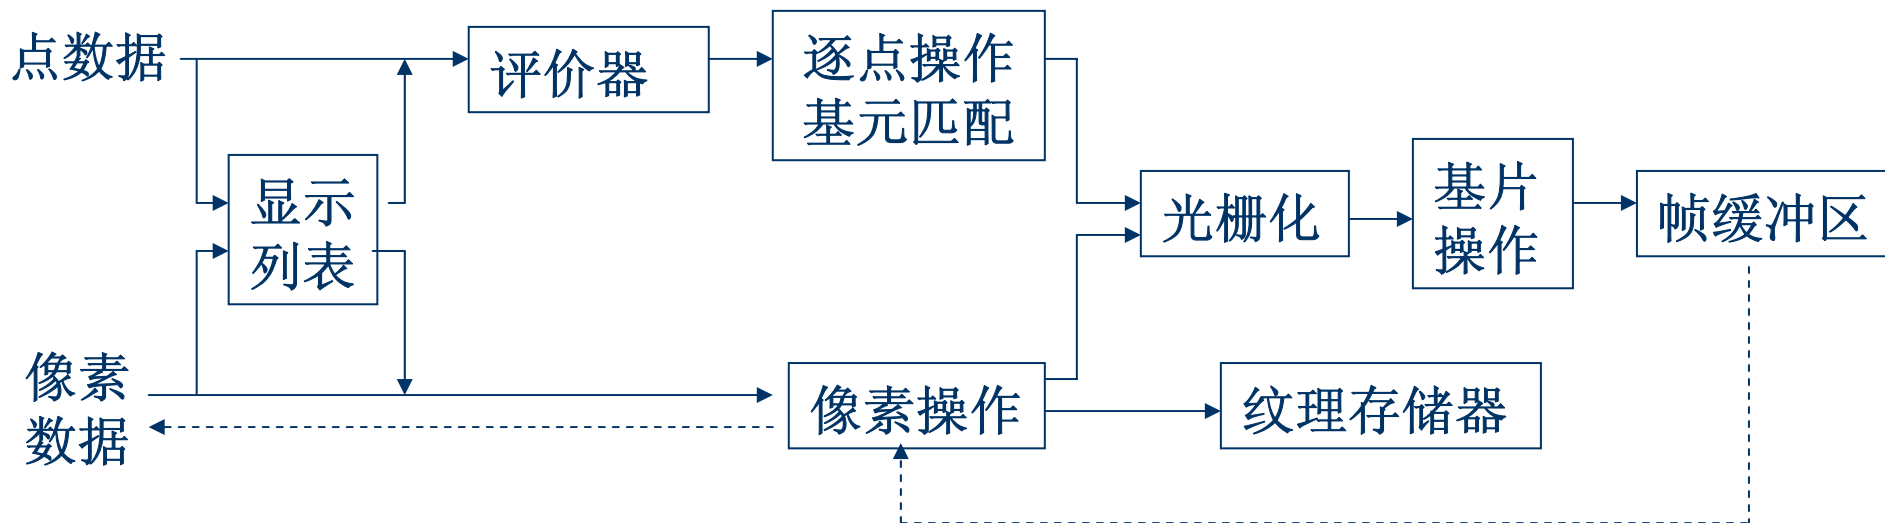 点数据
评价器
逐点操作
基元匹配
显示
列表
光栅化
基片
操作
帧缓冲区
像素
数据
像素操作
纹理存储器